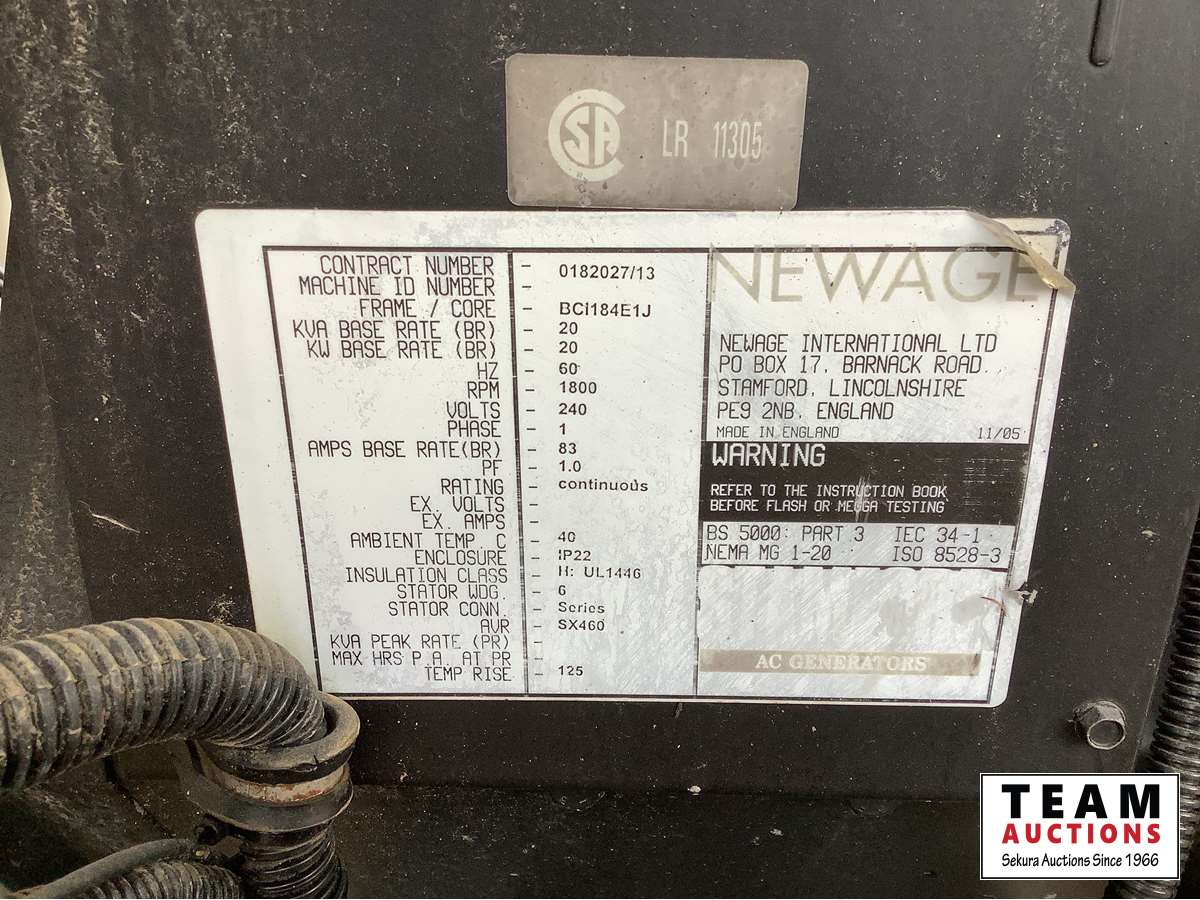 CSA LR 11305
CONTRACT NUMBER - 0182027/13
MACHINE ID NUMBER -
FRAME / CORE - BCI184E1J
KVA BASE RATE (BR) - 20
KW BASE RATE (BR) - 20
HZ - 60
RPM - 1800
VOLTS - 240
PHASE - 1
AMPS BASE RATE(BR) - 83
PF - 1.0
RATING - continuous
EX. VOLTS -
EX. AMPS -
AMBIENT TEMP. C - 40
ENCLOSURE - IP22
INSULATION CLASS - H: UL1446
STATOR WDG. - 6
STATOR CONN. - Series
AVR - SX460
KVA PEAK RATE (PR) -
MAX HRS P.A. AT PR -
TEMP RISE - 125
NEWAGE
NEWAGE INTERNATIONAL LTD
PO BOX 17, BARNACK ROAD.
STAMFORD, LINCOLNSHIRE
PE9 2NB, ENGLAND
MADE IN ENGLAND 11/05
WARNING
REFER TO THE INSTRUCTION BOOK
BEFORE FLASH OR MEGGA TESTING
BS 5000: PART 3 IEC 34-1
NEMA MG 1-20 ISO 8528-3
AC GENERATORS
TEAM
AUCTIONS
Sekura Auctions Since 1966